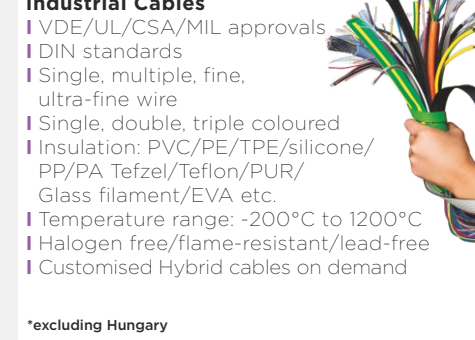 Industrial Cables
VDE/UL/CSA/MIL approvals
DIN standards
Single, multiple, fine,
ultra-fine wire
Single, double, triple coloured
Insulation: PVC/PE/TPE/silicone/
PP/PA Tefzel/Teflon/PUR/
Glass filament/EVA etc.
Temperature range: -200°C to 1200°C
Halogen free/flame-resistant/lead-free
Customised Hybrid cables on demand
*excluding Hungary